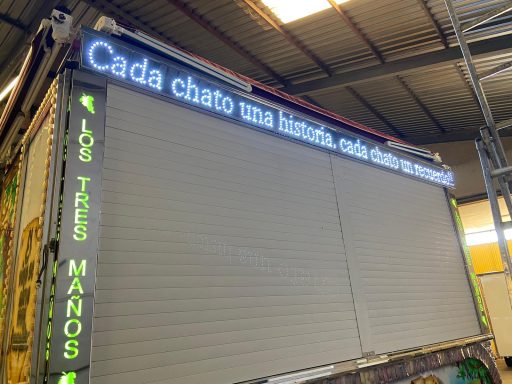 Cada chato una historia, cada chato un recuerdo!!
LOS TRES MAÑOS